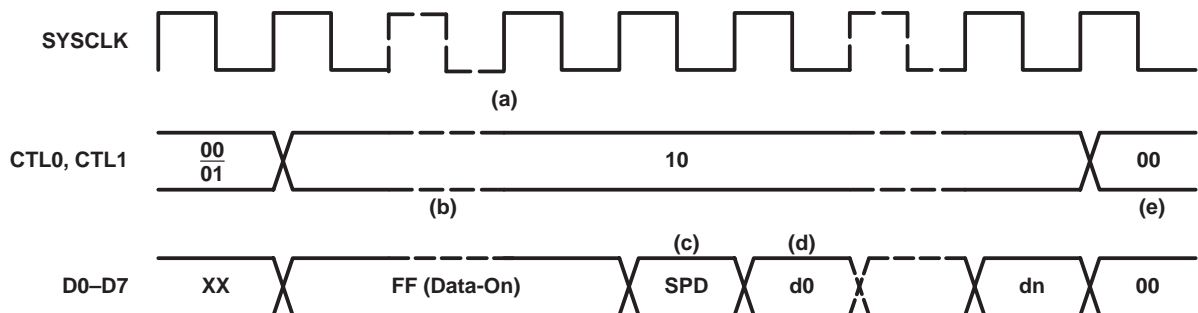 SYSCLK
(a)
CTL0, CTL1
00
01
10
00
(b)
(e)
(c)
(d)
D0–D7
XX
FF (Data-On)
SPD
d0
dn
00